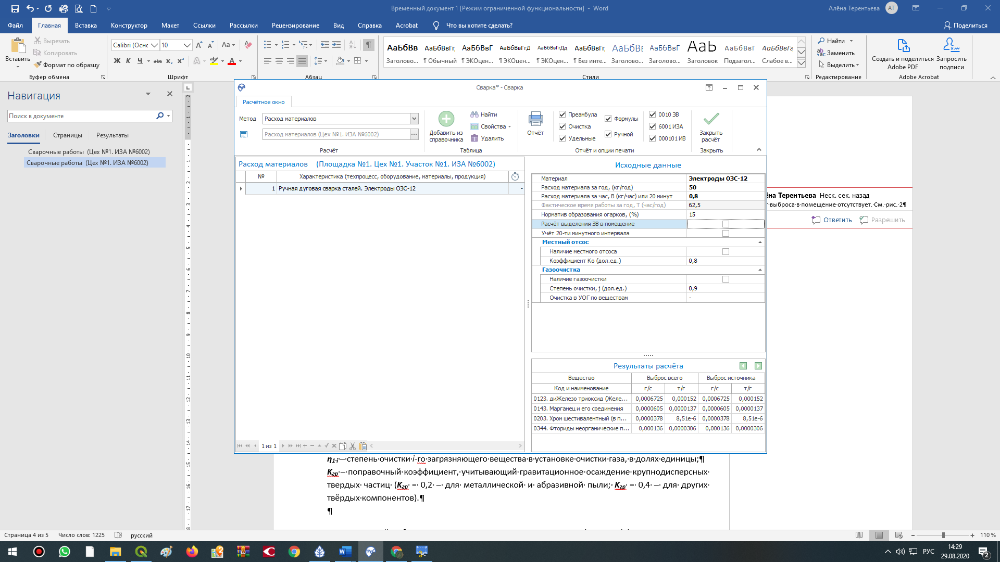 Временный документ 1 [Режим ограниченной функциональности] - Word
Алёна Терентьева АТ
Файл Главная Вставка Конструктор Макет Ссылки Рассылки Рецензирование Вид Справка Acrobat Что вы хотите сделать? Поделиться
Вставить
Вырезать
Копировать
Формат по образцу
Буфер обмена
Calibri (Оснс 10
Ж К Ч abc x₂ x²
Шрифт
Абзац
АаБбВв АаБбВвГг, АаБбВвГ АаБбВвГгД АаБбВвГгДд АаБбВвГг, АаБбВв АаБбВвГ АаЬ АаБбВвГ АаБбВвГг
Заголово... ¶ Обычный ¶ ЭКОцен... ¶ ЭКОцен... ¶ ЭКОцен... ¶ Без инте... Заголово... Заголово... Заголовок Подзагол... Слабое в...
Стили
Найти
Заменить
Выделить
Редактирование
Создать и поделиться Adobe PDF
Запросить подписи
Adobe Acrobat
Навигация
Поиск в документе
Заголовки Страницы Результаты
Сварочные работы (Цех №1. ИЗА №6002)
Сварочные работы (Цех №1. ИЗА №6002)
Сварка* - Сварка
Расчётное окно
Метод Расход материалов
Расход материалов (Цех №1. ИЗА №6002)
Расчёт
Добавить из справочника
Найти
Свойства
Удалить
Таблица
Отчёт
Преамбула
Очистка
Удельные
Формулы
Ручной
0010 ЗВ
6001 ИЗА
000101 ИВ
Отчёт и опции печати
Закрыть расчёт
Закрыть
Расход материалов (Площадка №1. Цех №1. Участок №1. ИЗА №6002)
№ Характеристика (техпроцесс, оборудование, материалы, продукция)
1 Ручная дуговая сварка сталей. Электроды ОЗС-12 -
1 из 1
Исходные данные
Материал Электроды ОЗС-12
Расход материала за год, (кг/год) 50
Расход материала за час, В (кг/час) или 20 минут 0,8
Фактическое время работы за год, Т (час/год) 62,5
Норматив образования огарков, (%) 15
Расчёт выделения ЗВ в помещение
Учёт 20-ти минутного интервала
Местный отсос
Наличие местного отсоса
Коэффициент Ко (дол.ед.) 0,8
Газоочистка
Наличие газоочистки
Степень очистки, j (дол.ед.) 0,9
Очистка в УОГ по веществам -
Результаты расчёта
Вещество Выброс всего Выброс источника
Код и наименование г/с т/г г/с т/г
0123. диЖелезо триоксид (Желе... 0,0006725 0,000152 0,0006725 0,000152
0143. Марганец и его соединения 0,0000605 0,0000137 0,0000605 0,0000137
0203. Хром шестивалентный (в п... 0,0000378 8,51e-6 0,0000378 8,51e-6
0344. Фториды неорганические п... 0,000136 0,0000306 0,000136 0,0000306
ёна Терентьева Неск. сек. назад
выброса·в·помещение·отсутствует.·См.·рис.·2¶
Ответить Разрешить
η₁·i·–·степень·очистки·i-го·загрязняющего·вещества·в·установке·очистки·газа,·в·долях·единицы;¶
Kгр·–·поправочный·коэффициент,·учитывающий·гравитационное·осаждение·крупнодисперсных·
твердых· частиц· (Kгр· =· 0,2· –· для· металлической· и· абразивной· пыли;· Kгр· =· 0,4· –· для· других·
твёрдых·компонентов).¶
¶
Страница 4 из 5 Число слов: 1225 русский 110 %
РУС 14:29
29.08.2020 2